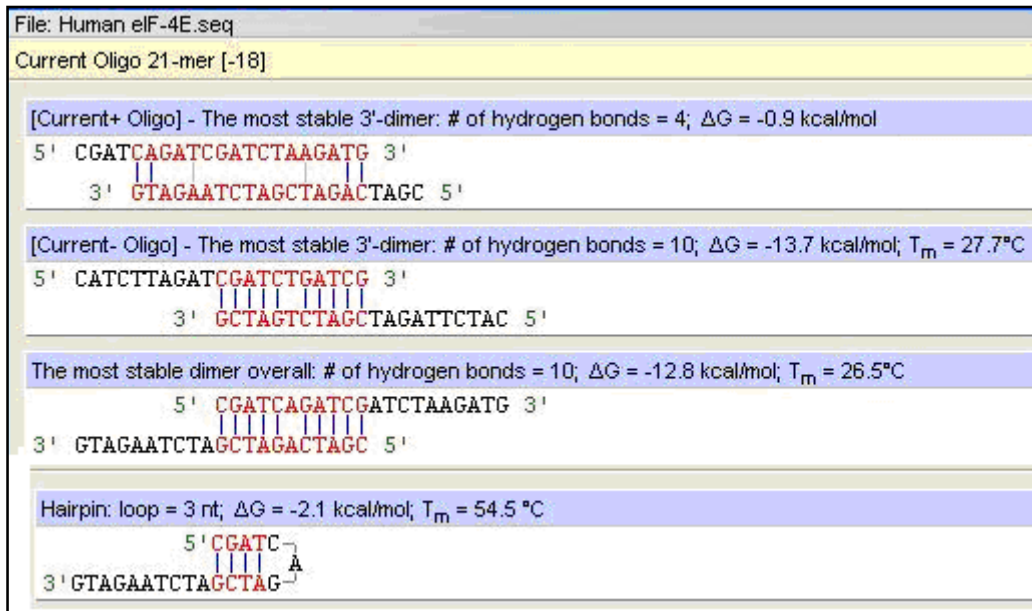 File: Human eIF-4E.seq
Current Oligo 21-mer [-18]
[Current+ Oligo] - The most stable 3'-dimer: # of hydrogen bonds = 4; ΔG = -0.9 kcal/mol
5' CGATCAGATCGATCTAAGATG 3'
3' GTAGAATCTAGCTAGACTAGC 5'
[Current- Oligo] - The most stable 3'-dimer: # of hydrogen bonds = 10; ΔG = -13.7 kcal/mol; Tm = 27.7°C
5' CATCTTAGATCGATCTGATCG 3'
3' GCTAGTCTAGCTAGATTCTAC 5'
The most stable dimer overall: # of hydrogen bonds = 10; ΔG = -12.8 kcal/mol; Tm = 26.5°C
5' CGATCAGATCGATCTAAGATG 3'
3' GTAGAATCTAGCTAGACTAGC 5'
Hairpin: loop = 3 nt; ΔG = -2.1 kcal/mol; Tm = 54.5 °C
5'CGATC
A
3'GTAGAATCTAGCTAG